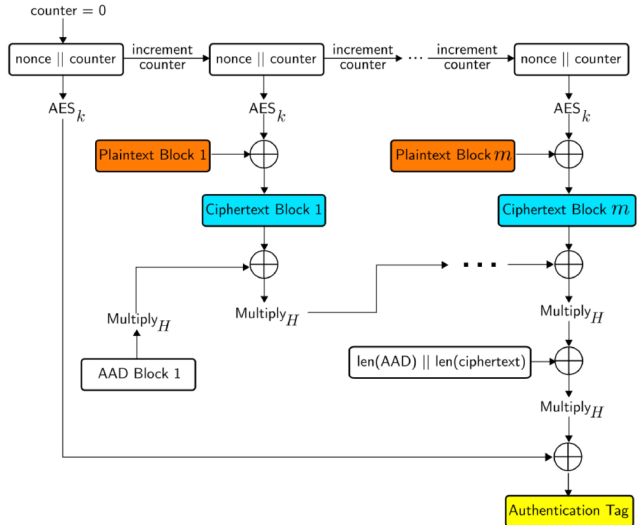 counter = 0
nonce || counter
increment
counter
nonce || counter
increment
counter
...
increment
counter
nonce || counter
AES_k
AES_k
AES_k
Plaintext Block 1
Plaintext Block m
Ciphertext Block 1
Ciphertext Block m
...
Multiply_H
Multiply_H
Multiply_H
AAD Block 1
len(AAD) || len(ciphertext)
Multiply_H
Authentication Tag